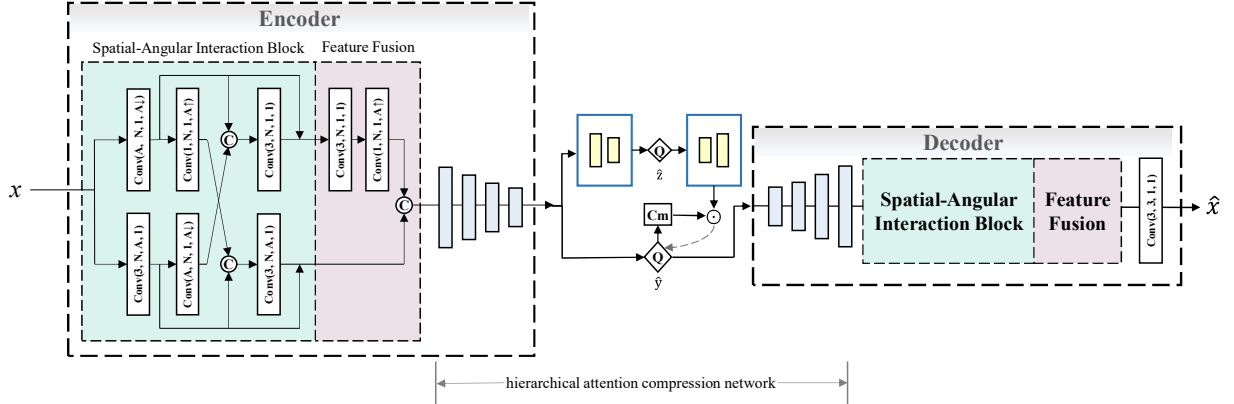 Encoder
Spatial-Angular Interaction Block
Feature Fusion
Conv(A, N, 1, A↓)
Conv(1, N, 1, A↑)
C
Conv(3, N, 1, 1)
Conv(3, N, 1, 1)
Conv(1, N, 1, A↑)
x
C
Conv(3, N, A, 1)
Conv(A, N, 1, A↓)
C
Conv(3, N, A, 1)
Q
ẑ
Cm
Q
ŷ
Decoder
Spatial-Angular
Interaction Block
Feature
Fusion
Conv(3, 3, 1, 1)
x̂
hierarchical attention compression network